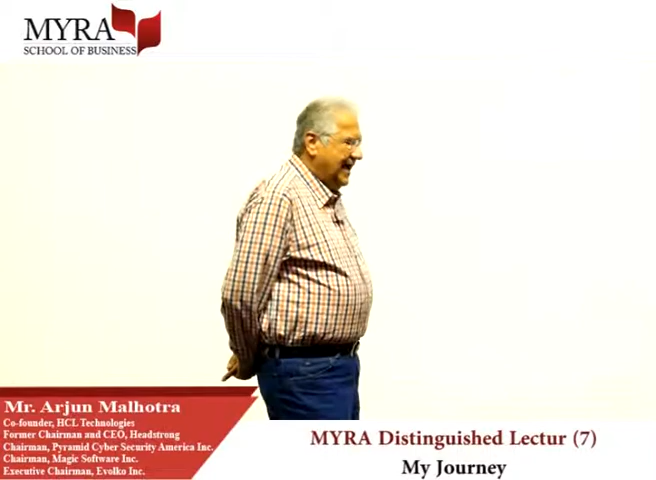 MYRA
SCHOOL OF BUSINESS
Mr. Arjun Malhotra
Co-founder, HCL Technologies
Former Chairman and CEO, Headstrong
Chairman, Pyramid Cyber Security America Inc.
Chairman, Magic Software Inc.
Executive Chairman, Evolko Inc.
MYRA Distinguished Lectur (7)
My Journey